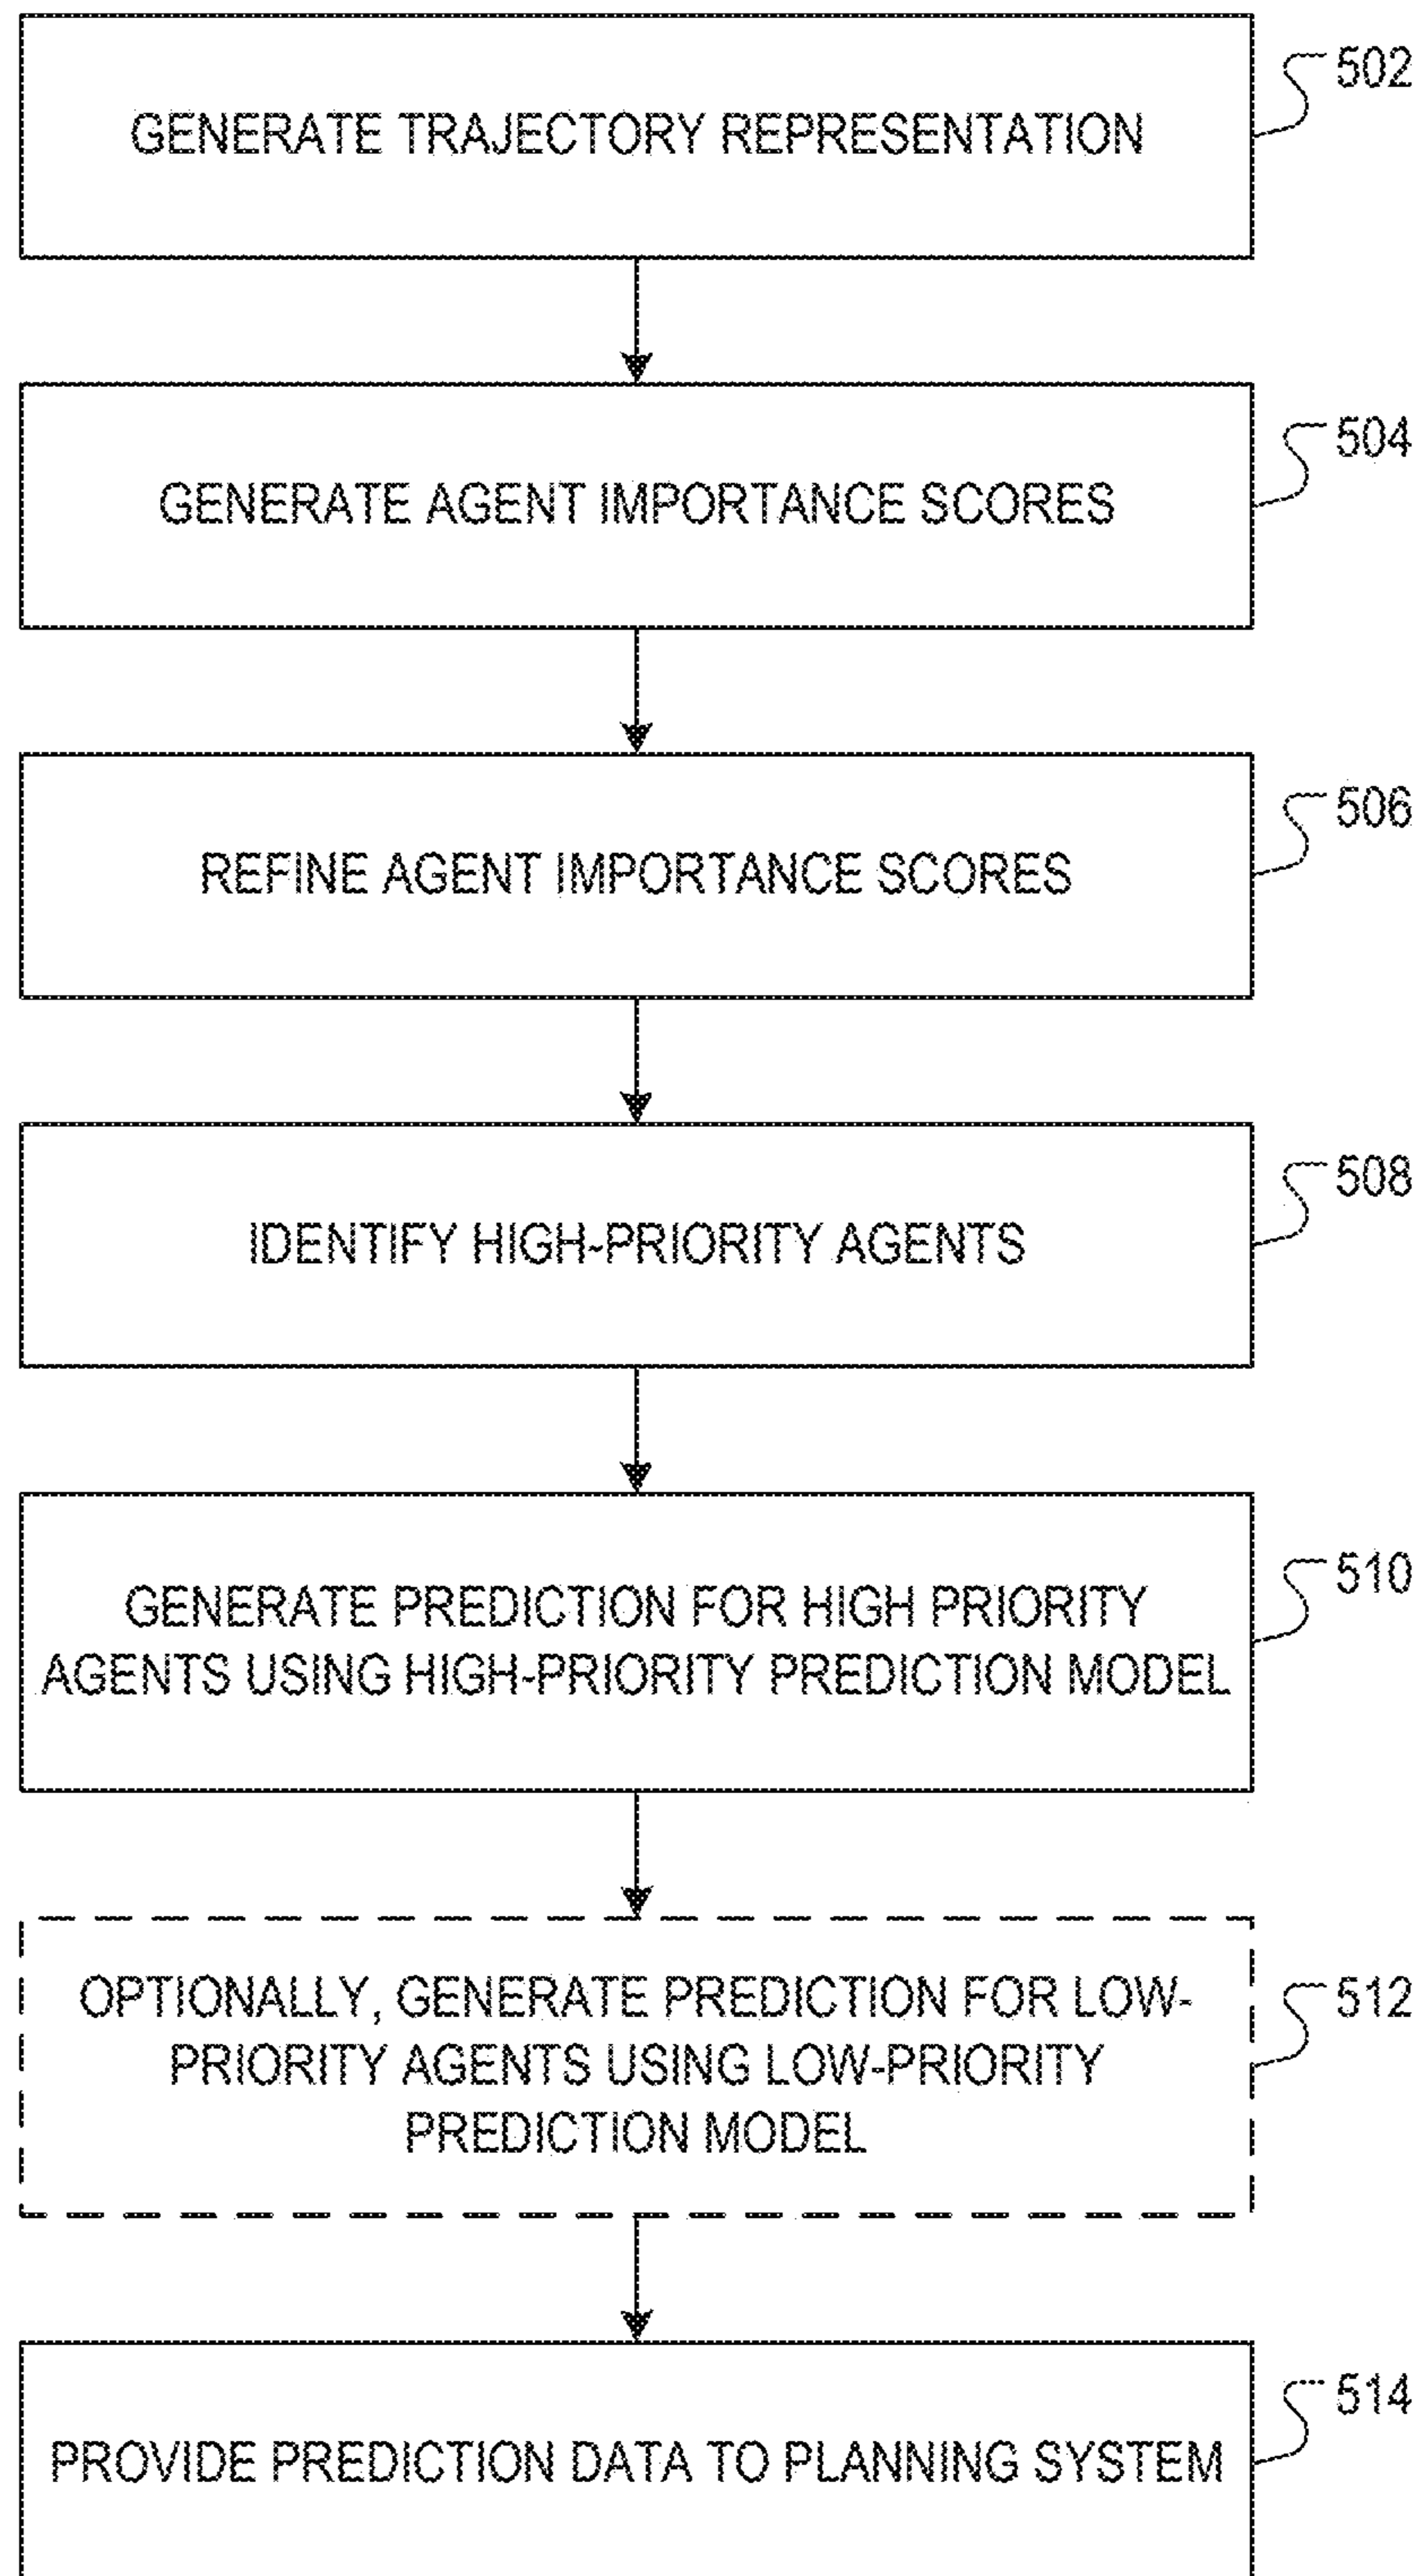 GENERATE TRAJECTORY REPRESENTATION
502
GENERATE AGENT IMPORTANCE SCORES
504
REFINE AGENT IMPORTANCE SCORES
506
IDENTIFY HIGH-PRIORITY AGENTS
508
GENERATE PREDICTION FOR HIGH PRIORITY
AGENTS USING HIGH-PRIORITY PREDICTION MODEL
510
OPTIONALLY, GENERATE PREDICTION FOR LOW-
PRIORITY AGENTS USING LOW-PRIORITY
PREDICTION MODEL
512
PROVIDE PREDICTION DATA TO PLANNING SYSTEM
514